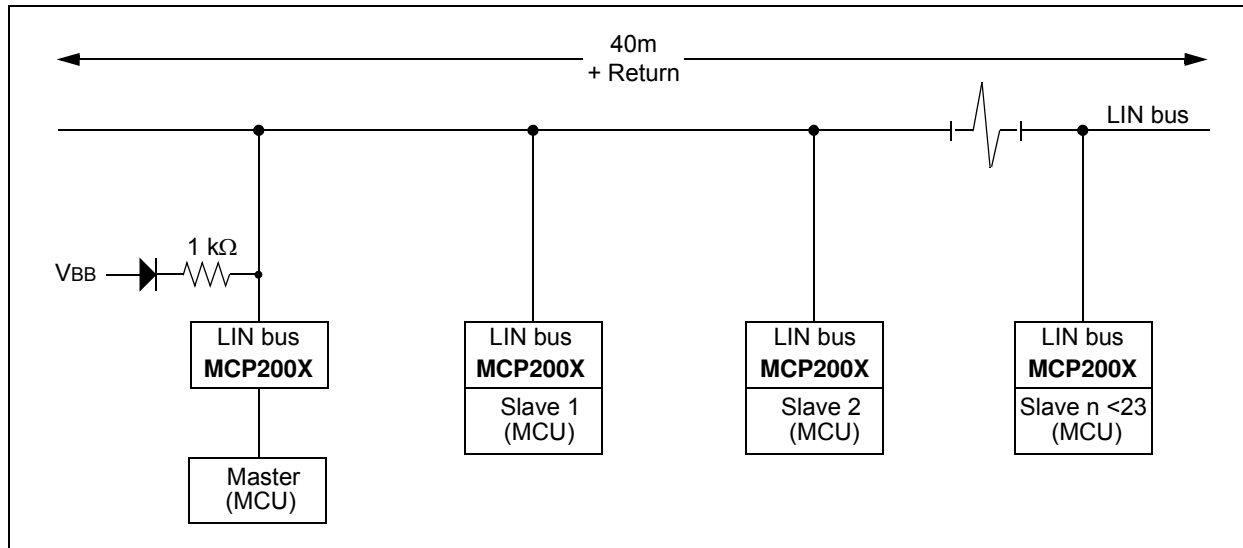 40m
+ Return
LIN bus
1 kΩ
VBB
LIN bus
MCP200X
LIN bus
MCP200X
Slave 1
(MCU)
LIN bus
MCP200X
Slave 2
(MCU)
LIN bus
MCP200X
Slave n <23
(MCU)
Master
(MCU)